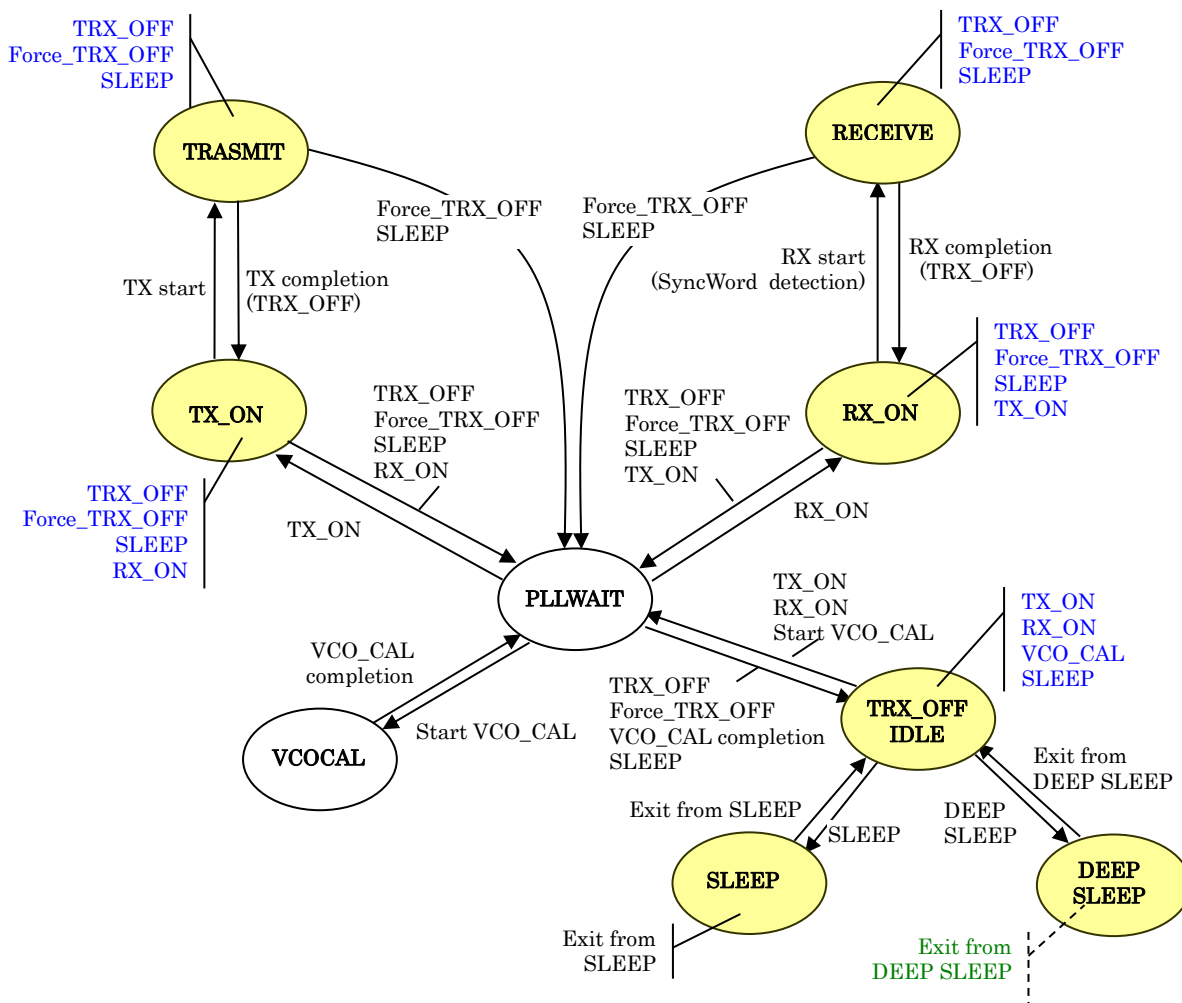 TRX_OFF
Force_TRX_OFF
SLEEP
TRX_OFF
Force_TRX_OFF
SLEEP
TRASMIT
RECEIVE
Force_TRX_OFF
SLEEP
Force_TRX_OFF
SLEEP
TX start
TX completion
(TRX_OFF)
RX start
(SyncWord detection)
RX completion
(TRX_OFF)
TRX_OFF
Force_TRX_OFF
SLEEP
TX_ON
TX_ON
TRX_OFF
Force_TRX_OFF
SLEEP
RX_ON
TRX_OFF
Force_TRX_OFF
SLEEP
TX_ON
RX_ON
TRX_OFF
Force_TRX_OFF
SLEEP
RX_ON
TX_ON
RX_ON
PLLWAIT
TX_ON
RX_ON
Start VCO_CAL
TX_ON
RX_ON
VCO_CAL
SLEEP
VCO_CAL
completion
Start VCO_CAL
TRX_OFF
Force_TRX_OFF
VCO_CAL completion
SLEEP
TRX_OFF
IDLE
VCOCAL
Exit from SLEEP
SLEEP
DEEP
SLEEP
Exit from
DEEP SLEEP
SLEEP
DEEP
SLEEP
Exit from
SLEEP
Exit from
DEEP SLEEP